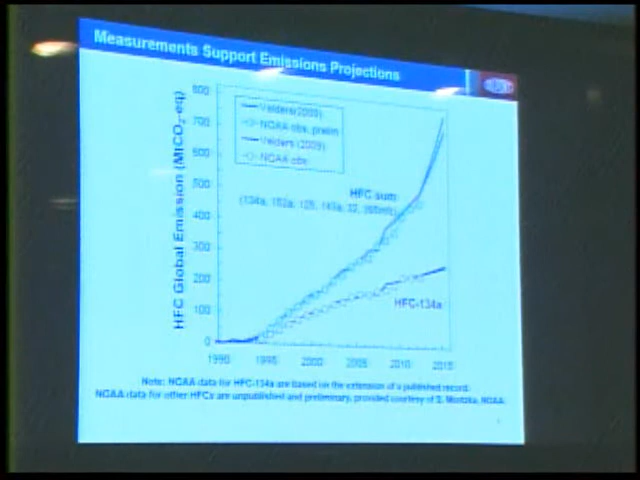 Measurements Support Emissions Projections
800
700
600
500
400
300
200
100
0
HFC Global Emission (MtCO₂-eq)
Velders(2009)
NOAA obs, prelim
Velders (2009)
NOAA obs
HFC sum
(134a, 152a, 125, 143a, 32,
HFC-134a
1990 1995 2000 2005 2010 2015
Note: NOAA data for HFC-134a are based on the extension of a published record.
NOAA data for other HFCs are unpublished and preliminary, provided courtesy of S. Montzka, NOAA.